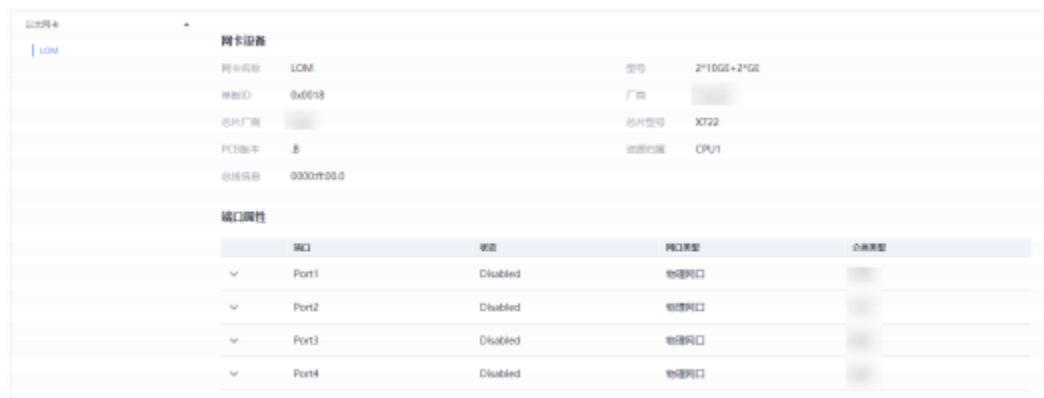 以太网卡
LOM
网卡设备
网卡名称 LOM 型号 2*10GE+2*GE
单板ID 0x0018 厂商
芯片厂商 芯片型号 X722
PCB版本 .B 资源归属 CPU1
总线信息 0000:ff:00.0
端口属性
端口 状态 网口类型 介质类型
Port1 Disabled 物理网口
Port2 Disabled 物理网口
Port3 Disabled 物理网口
Port4 Disabled 物理网口